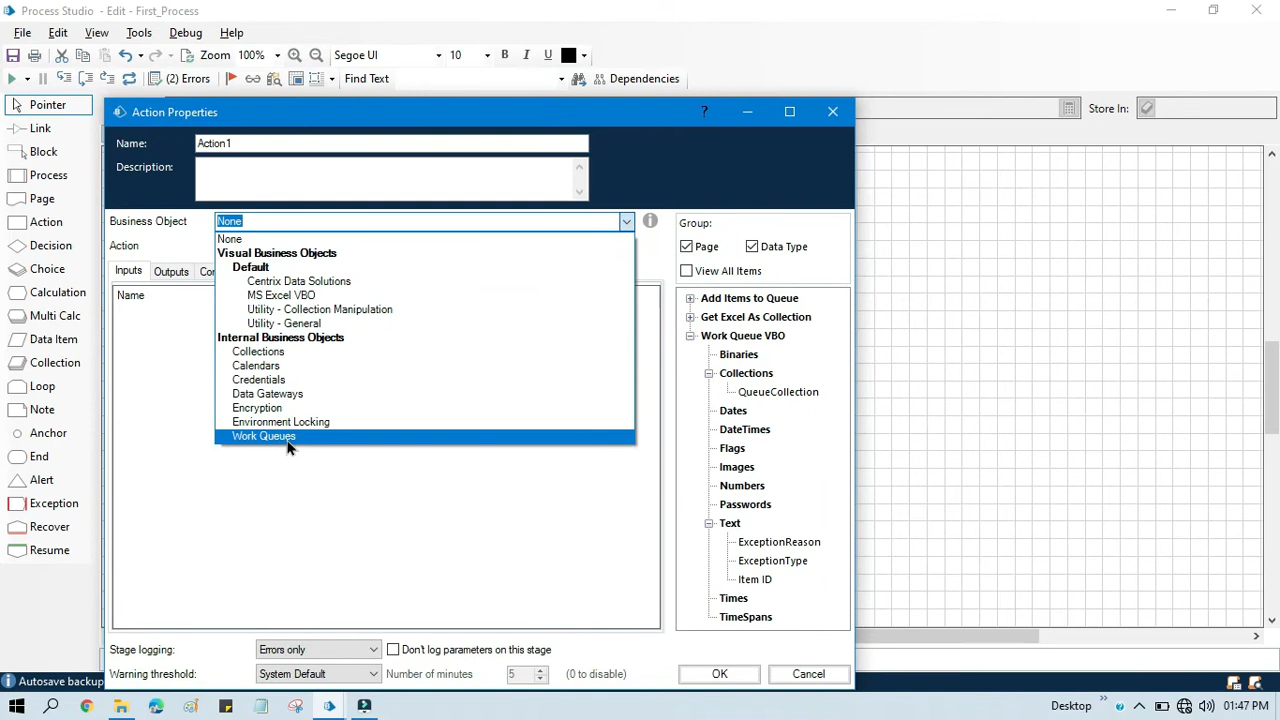 Process Studio - Edit - First_Process
File Edit View Tools Debug Help
Zoom 100% Segoe UI 10 B I U
(2) Errors Find Text Dependencies
Pointer
Link
Block
Process
Page
Action
Decision
Choice
Calculation
Multi Calc
Data Item
Collection
Loop
Note
Anchor
End
Alert
Exception
Recover
Resume
Store In:
Action Properties ?
Name: Action1
Description:
Business Object None
Action
Inputs Outputs Con
Name
None
Visual Business Objects
Default
Centrix Data Solutions
MS Excel VBO
Utility - Collection Manipulation
Utility - General
Internal Business Objects
Collections
Calendars
Credentials
Data Gateways
Encryption
Environment Locking
Work Queues
Group:
Page Data Type
View All Items
Add Items to Queue
Get Excel As Collection
Work Queue VBO
Binaries
Collections
QueueCollection
Dates
DateTimes
Flags
Images
Numbers
Passwords
Text
ExceptionReason
ExceptionType
Item ID
Times
TimeSpans
Stage logging: Errors only Don't log parameters on this stage
Warning threshold: System Default Number of minutes 5 (0 to disable)
OK Cancel
Autosave backup
Desktop 01:47 PM